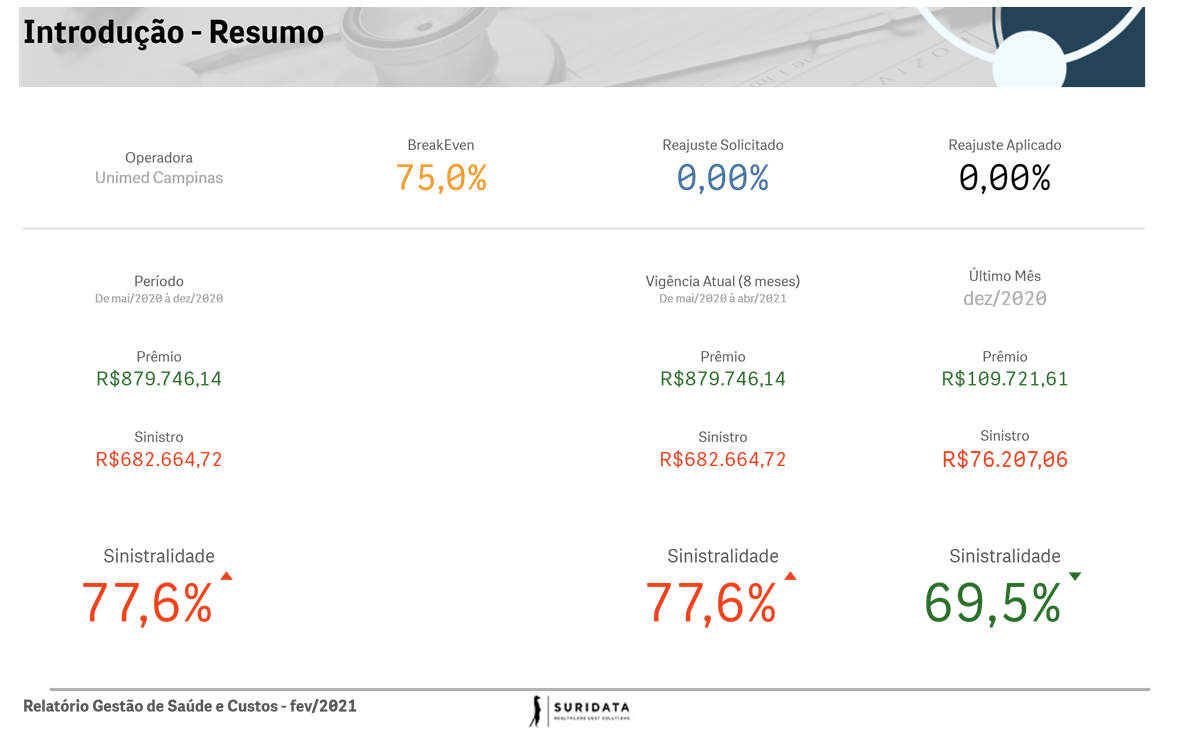 Introdução - Resumo
Operadora
Unimed Campinas
BreakEven
75,0%
Reajuste Solicitado
0,00%
Reajuste Aplicado
0,00%
Período
De mai/2020 à dez/2020
Prêmio
R$879.746,14
Sinistro
R$682.664,72
Sinistralidade
77,6%
Vigência Atual (8 meses)
De mai/2020 à abr/2021
Prêmio
R$879.746,14
Sinistro
R$682.664,72
Sinistralidade
77,6%
Último Mês
dez/2020
Prêmio
R$109.721,61
Sinistro
R$76.207,06
Sinistralidade
69,5%
Relatório Gestão de Saúde e Custos - fev/2021
SURIDATA
HEALTHCARE COST SOLUTIONS